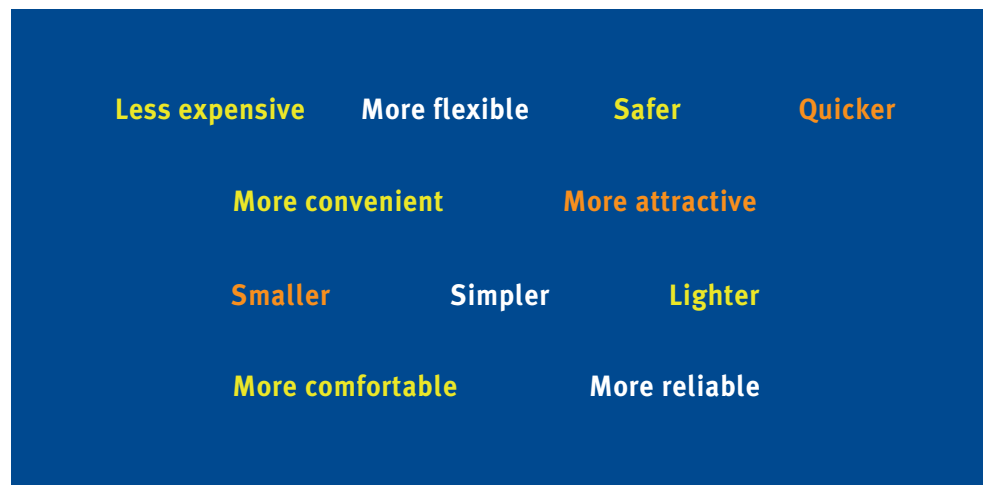 Less expensive More flexible Safer Quicker
More convenient More attractive
Smaller Simpler Lighter
More comfortable More reliable